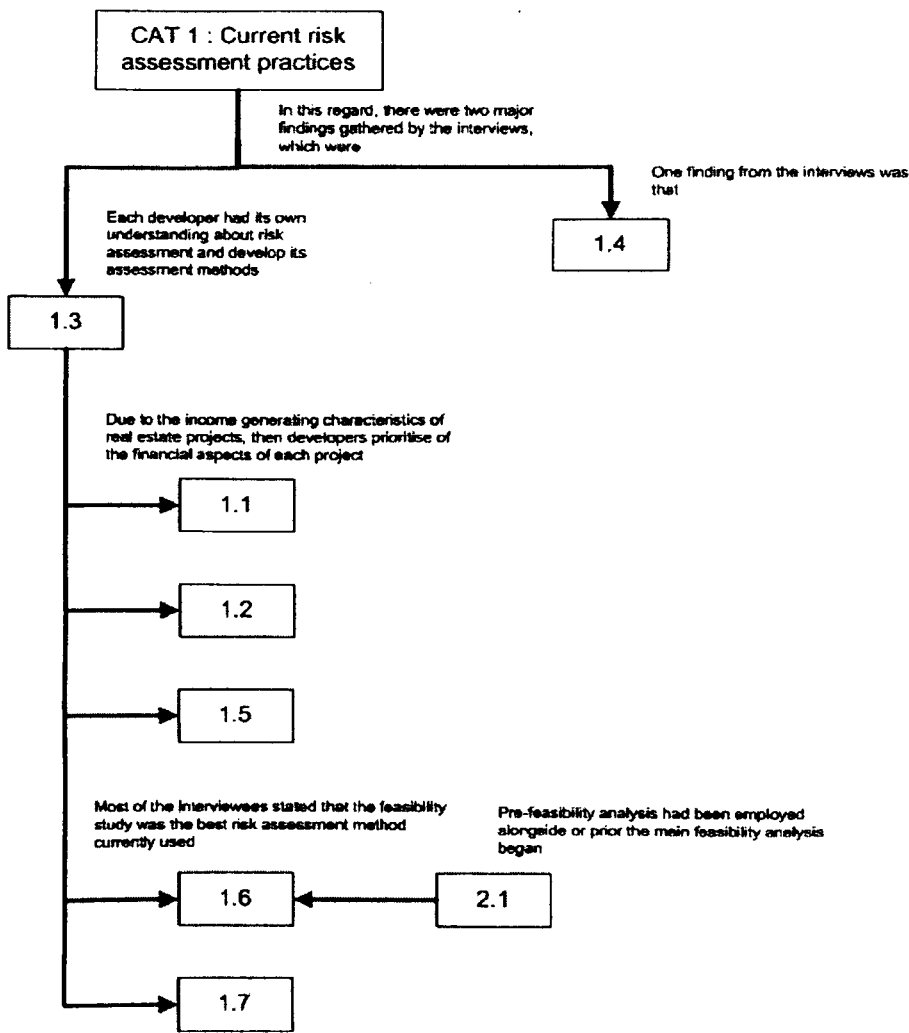 CAT 1 : Current risk
assessment practices
In this regard, there were two major
findings gathered by the interviews,
which were
One finding from the interviews was
that
1.4
Each developer had its own
understanding about risk
assessment and develop its
assessment methods
1.3
Due to the income generating characteristics of
real estate projects, then developers prioritise of
the financial aspects of each project
1.1
1.2
1.5
Most of the interviewees stated that the feasibility
study was the best risk assessment method
currently used
Pre-feasibility analysis had been employed
alongside or prior the main feasibility analysis
began
1.6
2.1
1.7